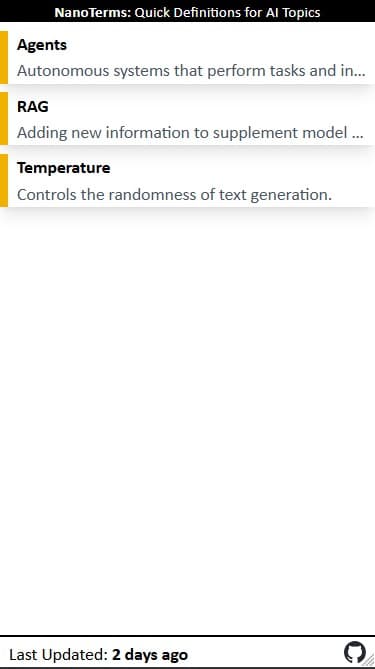 NanoTerms: Quick Definitions for AI Topics
Agents
Autonomous systems that perform tasks and in...
RAG
Adding new information to supplement model ...
Temperature
Controls the randomness of text generation.
Last Updated: 2 days ago